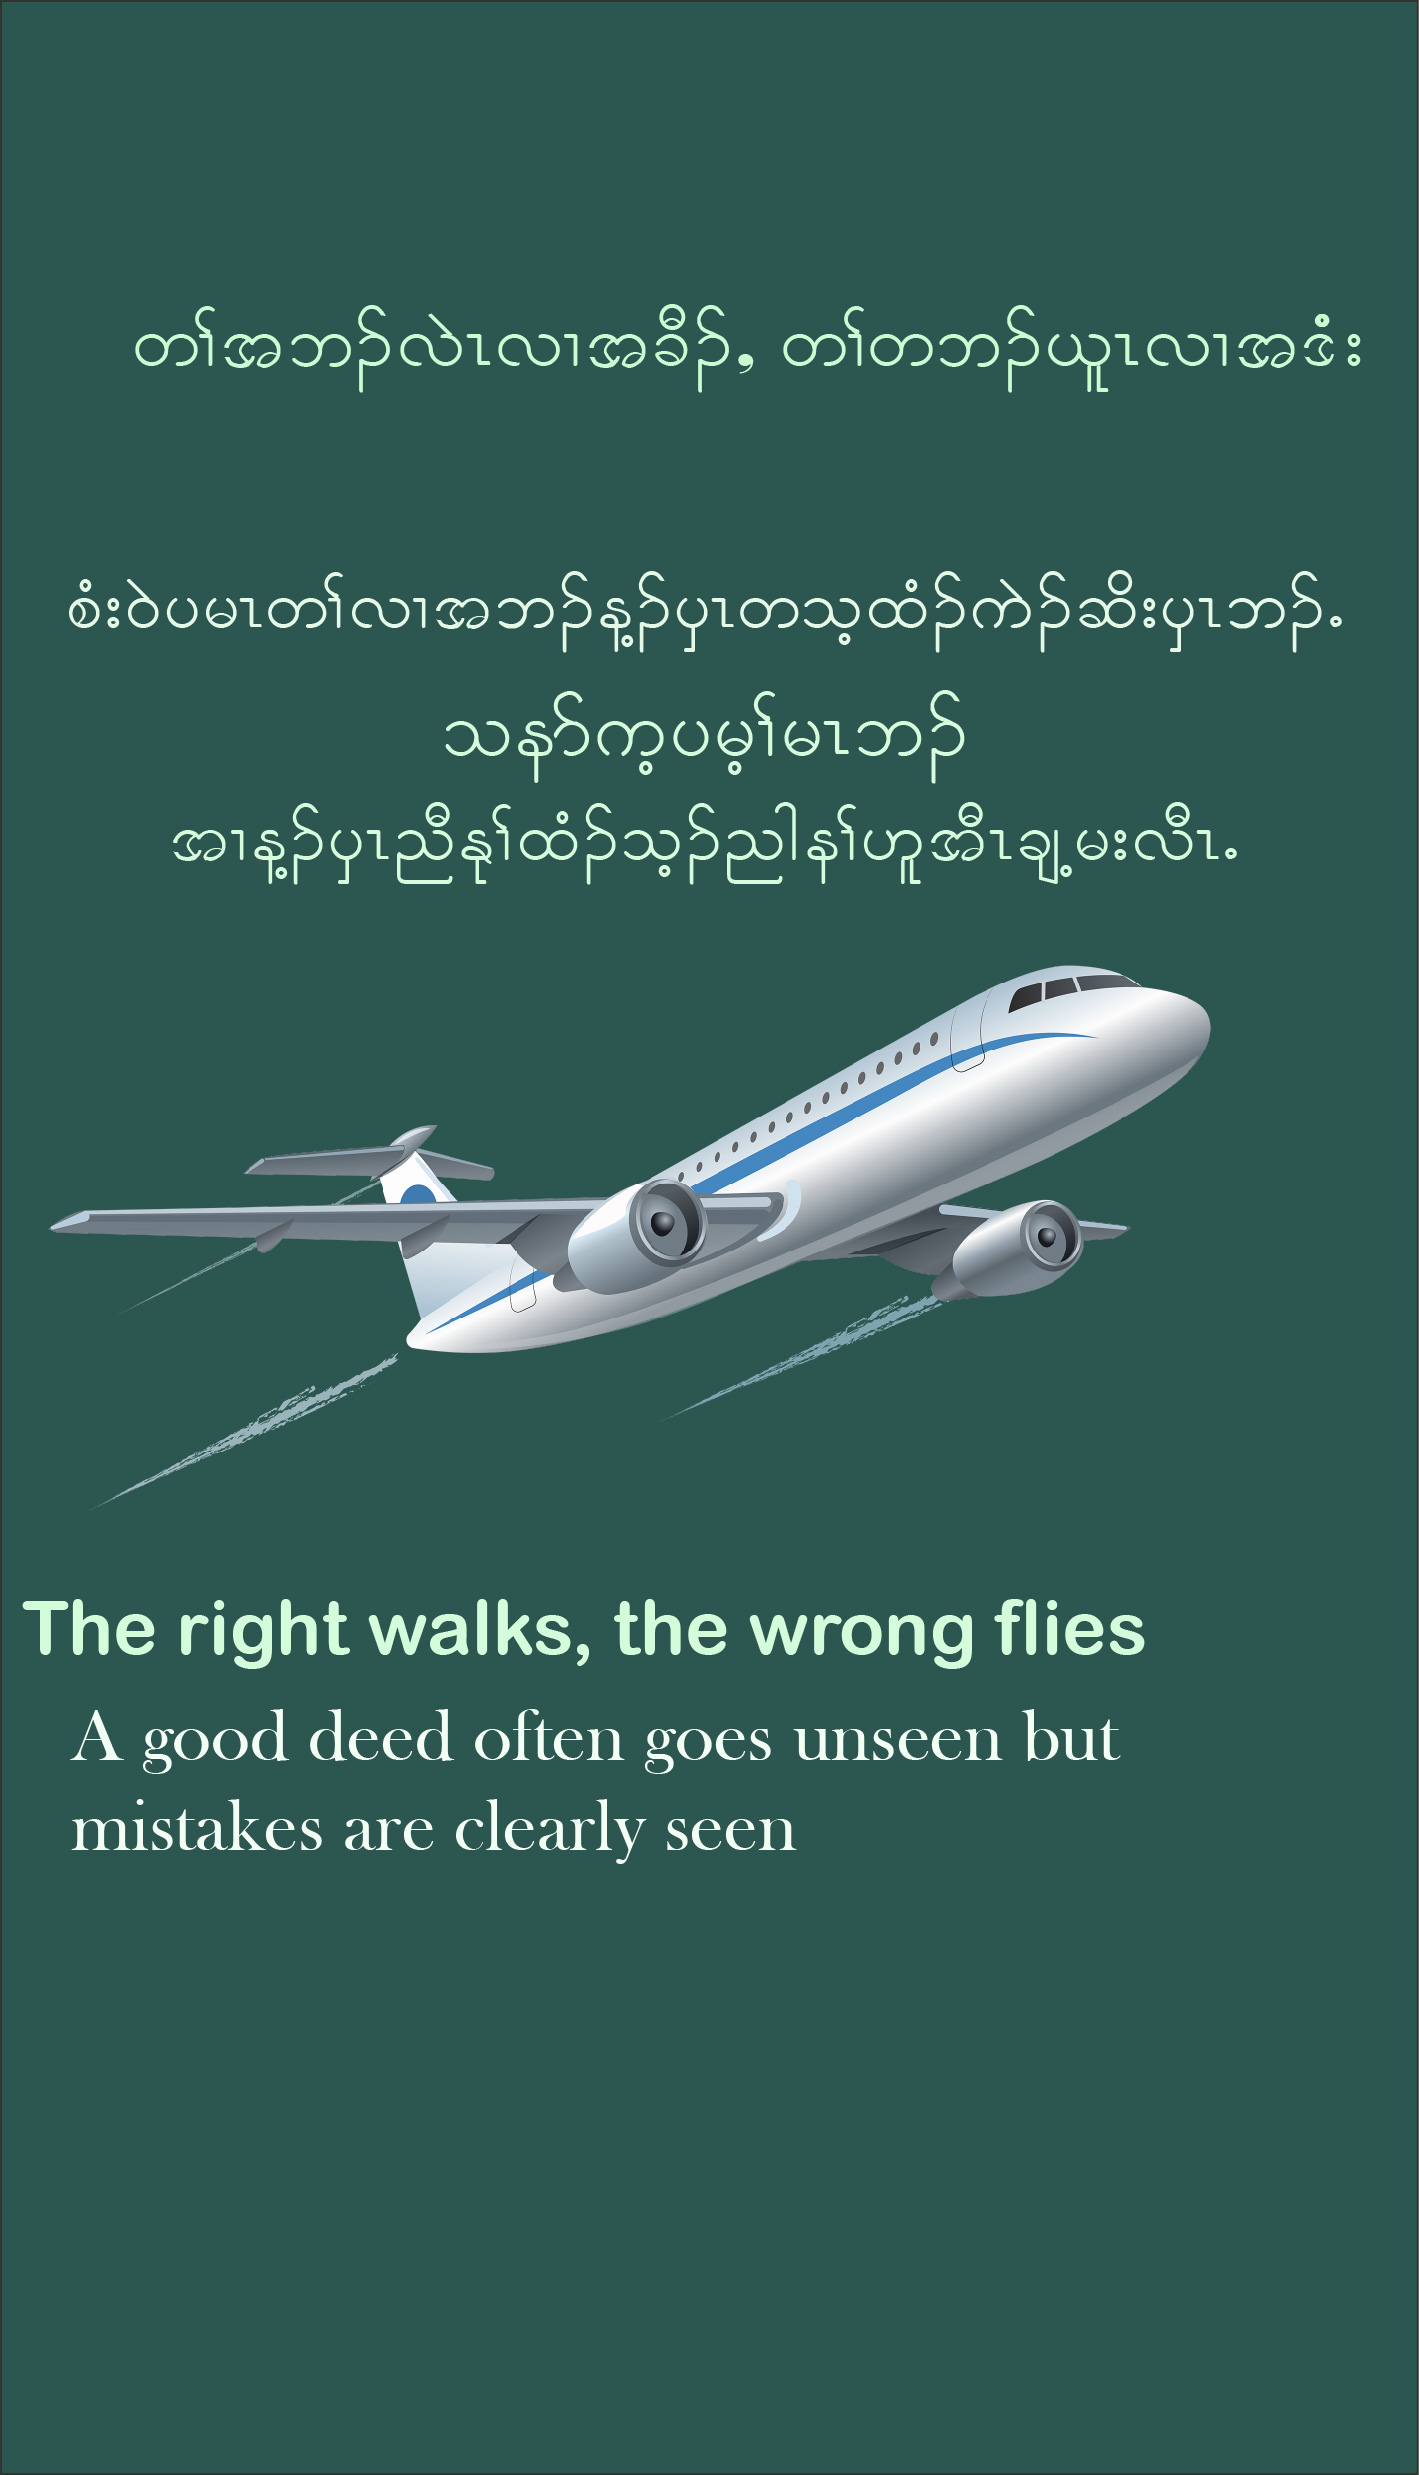 တၢ်အဘၣ်လဲၤလၢအခီၣ်, တၢ်တဘၣ်ယူၤလၢအဒံး
စံး၀ဲပမၤတၢ်လၢအဘၣ်န့ၣ်ပှၤတသ့ထံၣ်ကဲၣ်ဆိးပှၤဘၣ်.
သနာ်က့ပမ့ၢ်မၤဘၣ်
အၢန့ၣ်ပှၤညီနုၢ်ထံၣ်သ့ၣ်ညါနၢ်ဟူအီၤချ့မးလီၤ.
The right walks, the wrong flies
A good deed often goes unseen but
mistakes are clearly seen